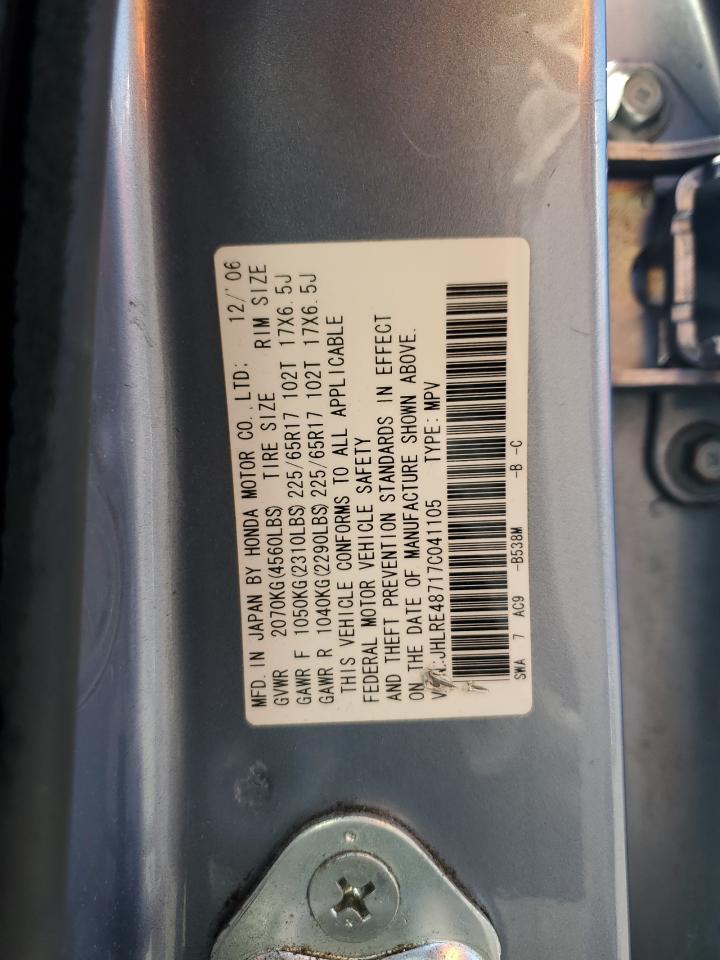 MFD. IN JAPAN BY HONDA MOTOR CO., LTD: 12/'06
GVWR 2070KG(4560LBS) TIRE SIZE RIM SIZE
GAWR F 1050KG(2310LBS)225/65R17 102T 17X6.5J
GAWR R 1040KG(2290LBS)225/65R17 102T 17X6.5J
THIS VEHICLE CONFORMS TO ALL APPLICABLE
FEDERAL MOTOR VEHICLE SAFETY
AND THEFT PREVENTION STANDARDS IN EFFECT
ON THE DATE OF MANUFACTURE SHOWN ABOVE.
JHLRE48717C041105 TYPE: MPV
SWA 7 AC9 -B538M -B -C